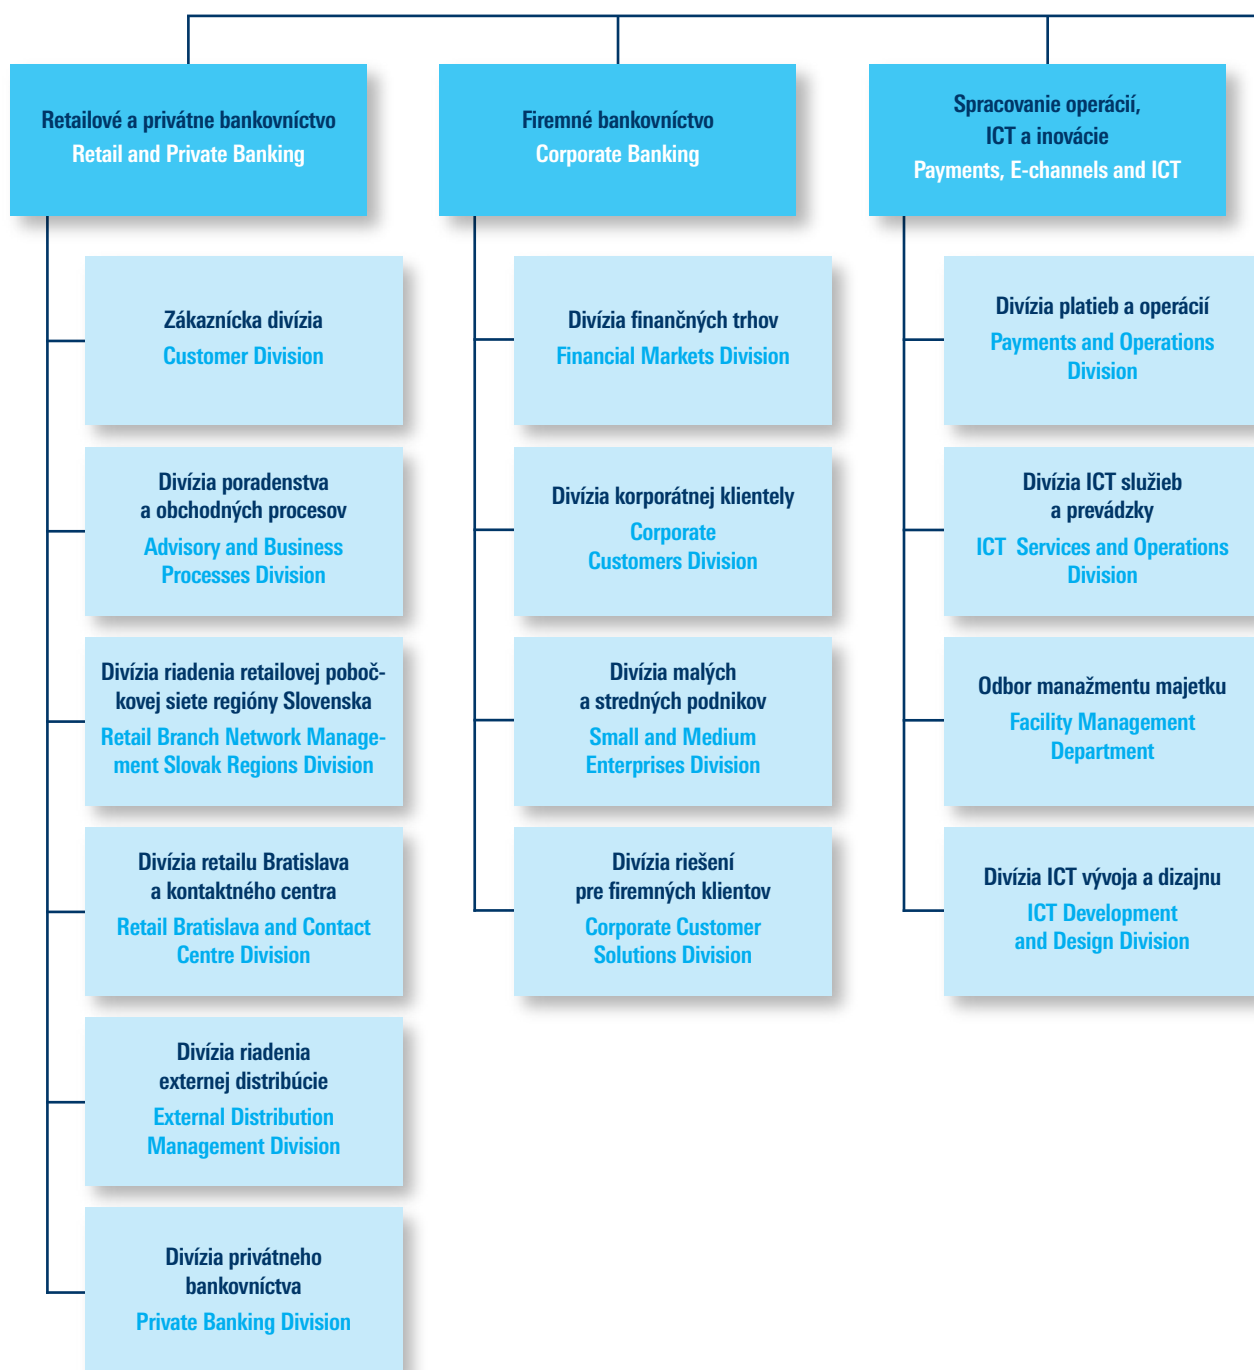 Retailové a privátne bankovníctvo
Retail and Private Banking
Zákaznícka divízia
Customer Division
Divízia poradenstva
a obchodných procesov
Advisory and Business
Processes Division
Divízia riadenia retailovej poboč-
kovej siete regióny Slovenska
Retail Branch Network Manage-
ment Slovak Regions Division
Divízia retailu Bratislava
a kontaktného centra
Retail Bratislava and Contact
Centre Division
Divízia riadenia
externej distribúcie
External Distribution
Management Division
Divízia privátneho
bankovníctva
Private Banking Division
Firemné bankovníctvo
Corporate Banking
Divízia finančných trhov
Financial Markets Division
Divízia korporátnej klientely
Corporate
Customers Division
Divízia malých
a stredných podnikov
Small and Medium
Enterprises Division
Divízia riešení
pre firemných klientov
Corporate Customer
Solutions Division
Spracovanie operácií,
ICT a inovácie
Payments, E-channels and ICT
Divízia platieb a operácií
Payments and Operations
Division
Divízia ICT služieb
a prevádzky
ICT Services and Operations
Division
Odbor manažmentu majetku
Facility Management
Department
Divízia ICT vývoja a dizajnu
ICT Development
and Design Division